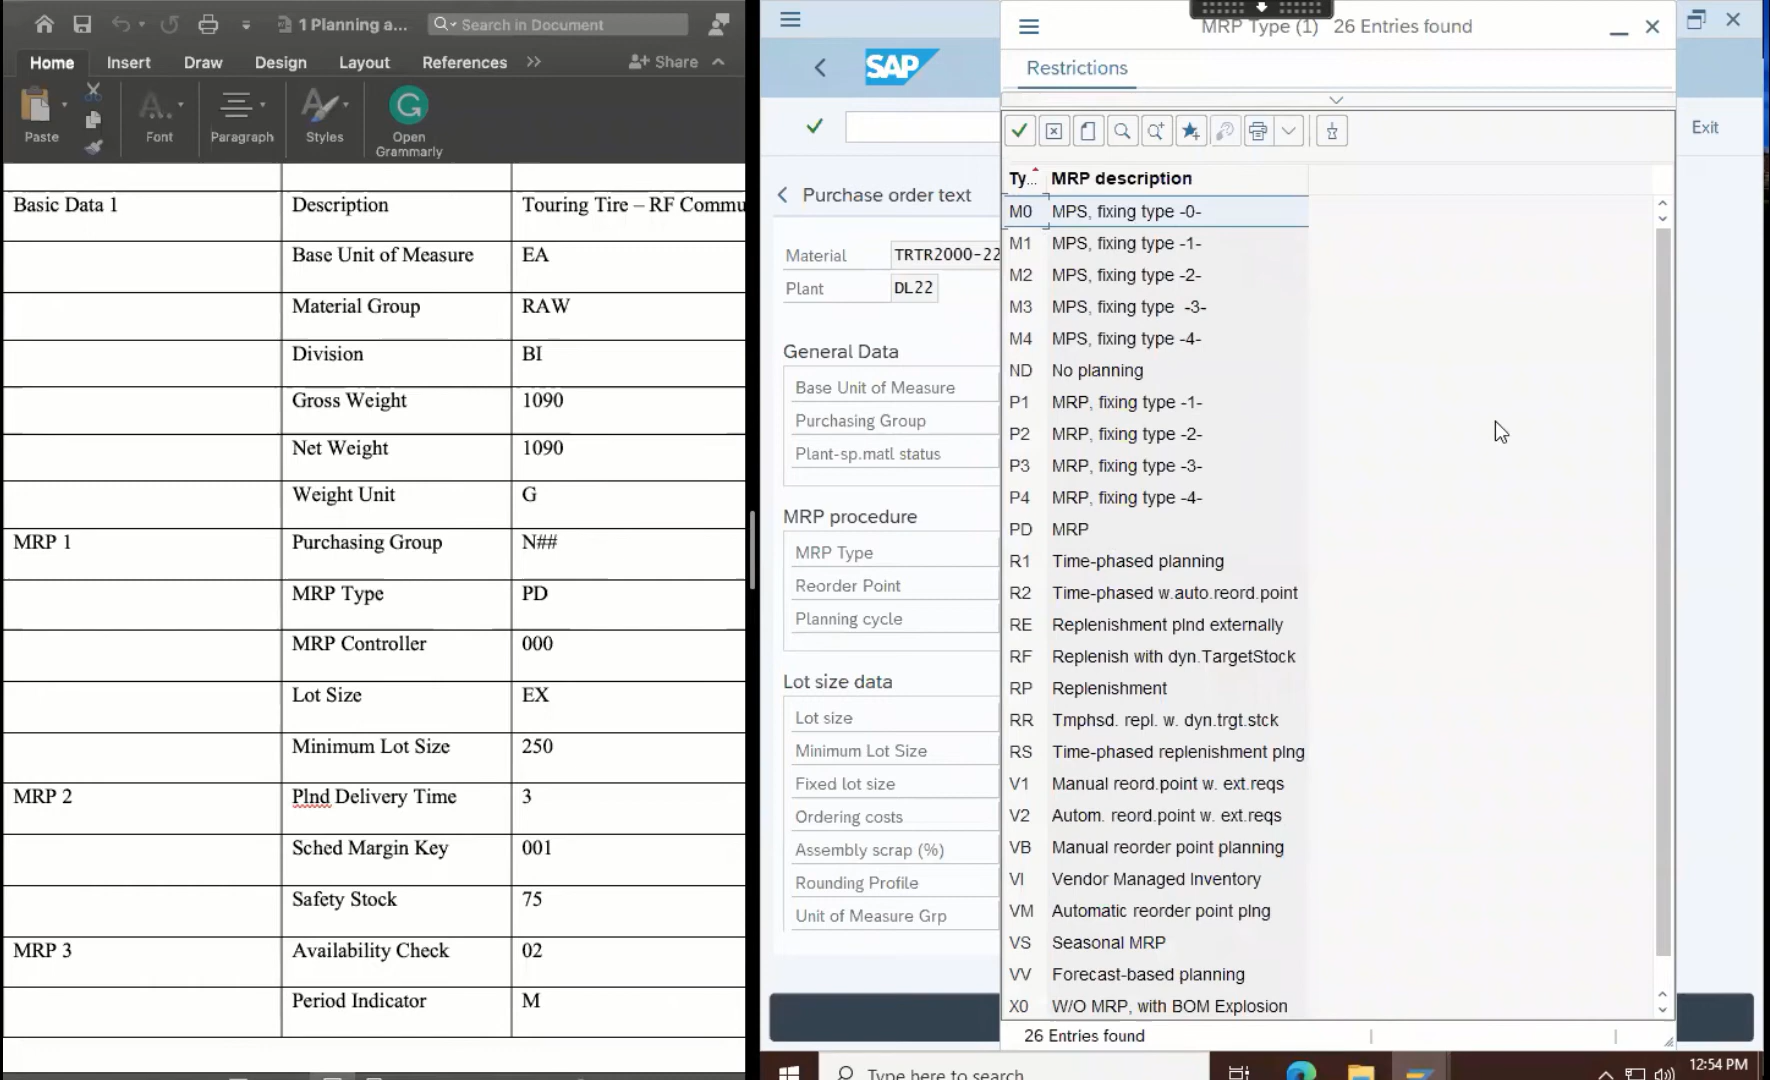 1 Planning a...
Search in Document
Home Insert Draw Design Layout References >> Share
Paste Font Paragraph Styles Open
Grammarly
Basic Data 1 Description Touring Tire – RF Commu
Base Unit of Measure EA
Material Group RAW
Division BI
Gross Weight 1090
Net Weight 1090
Weight Unit G
MRP 1 Purchasing Group N##
MRP Type PD
MRP Controller 000
Lot Size EX
Minimum Lot Size 250
MRP 2 Plnd Delivery Time 3
Sched Margin Key 001
Safety Stock 75
MRP 3 Availability Check 02
Period Indicator M
SAP
Exit
Purchase order text
Material TRTR2000-22
Plant DL22
General Data
Base Unit of Measure
Purchasing Group
Plant-sp.matl status
MRP procedure
MRP Type
Reorder Point
Planning cycle
Lot size data
Lot size
Minimum Lot Size
Fixed lot size
Ordering costs
Assembly scrap (%)
Rounding Profile
Unit of Measure Grp
MRP Type (1) 26 Entries found
Restrictions
Ty... MRP description
M0 MPS, fixing type -0-
M1 MPS, fixing type -1-
M2 MPS, fixing type -2-
M3 MPS, fixing type -3-
M4 MPS, fixing type -4-
ND No planning
P1 MRP, fixing type -1-
P2 MRP, fixing type -2-
P3 MRP, fixing type -3-
P4 MRP, fixing type -4-
PD MRP
R1 Time-phased planning
R2 Time-phased w.auto.reord.point
RE Replenishment plnd externally
RF Replenish with dyn.TargetStock
RP Replenishment
RR Tmphsd. repl. w. dyn.trgt.stck
RS Time-phased replenishment plng
V1 Manual reord.point w. ext.reqs
V2 Autom. reord.point w. ext.reqs
VB Manual reorder point planning
VI Vendor Managed Inventory
VM Automatic reorder point plng
VS Seasonal MRP
VV Forecast-based planning
X0 W/O MRP, with BOM Explosion
26 Entries found
Type here to search
12:54 PM